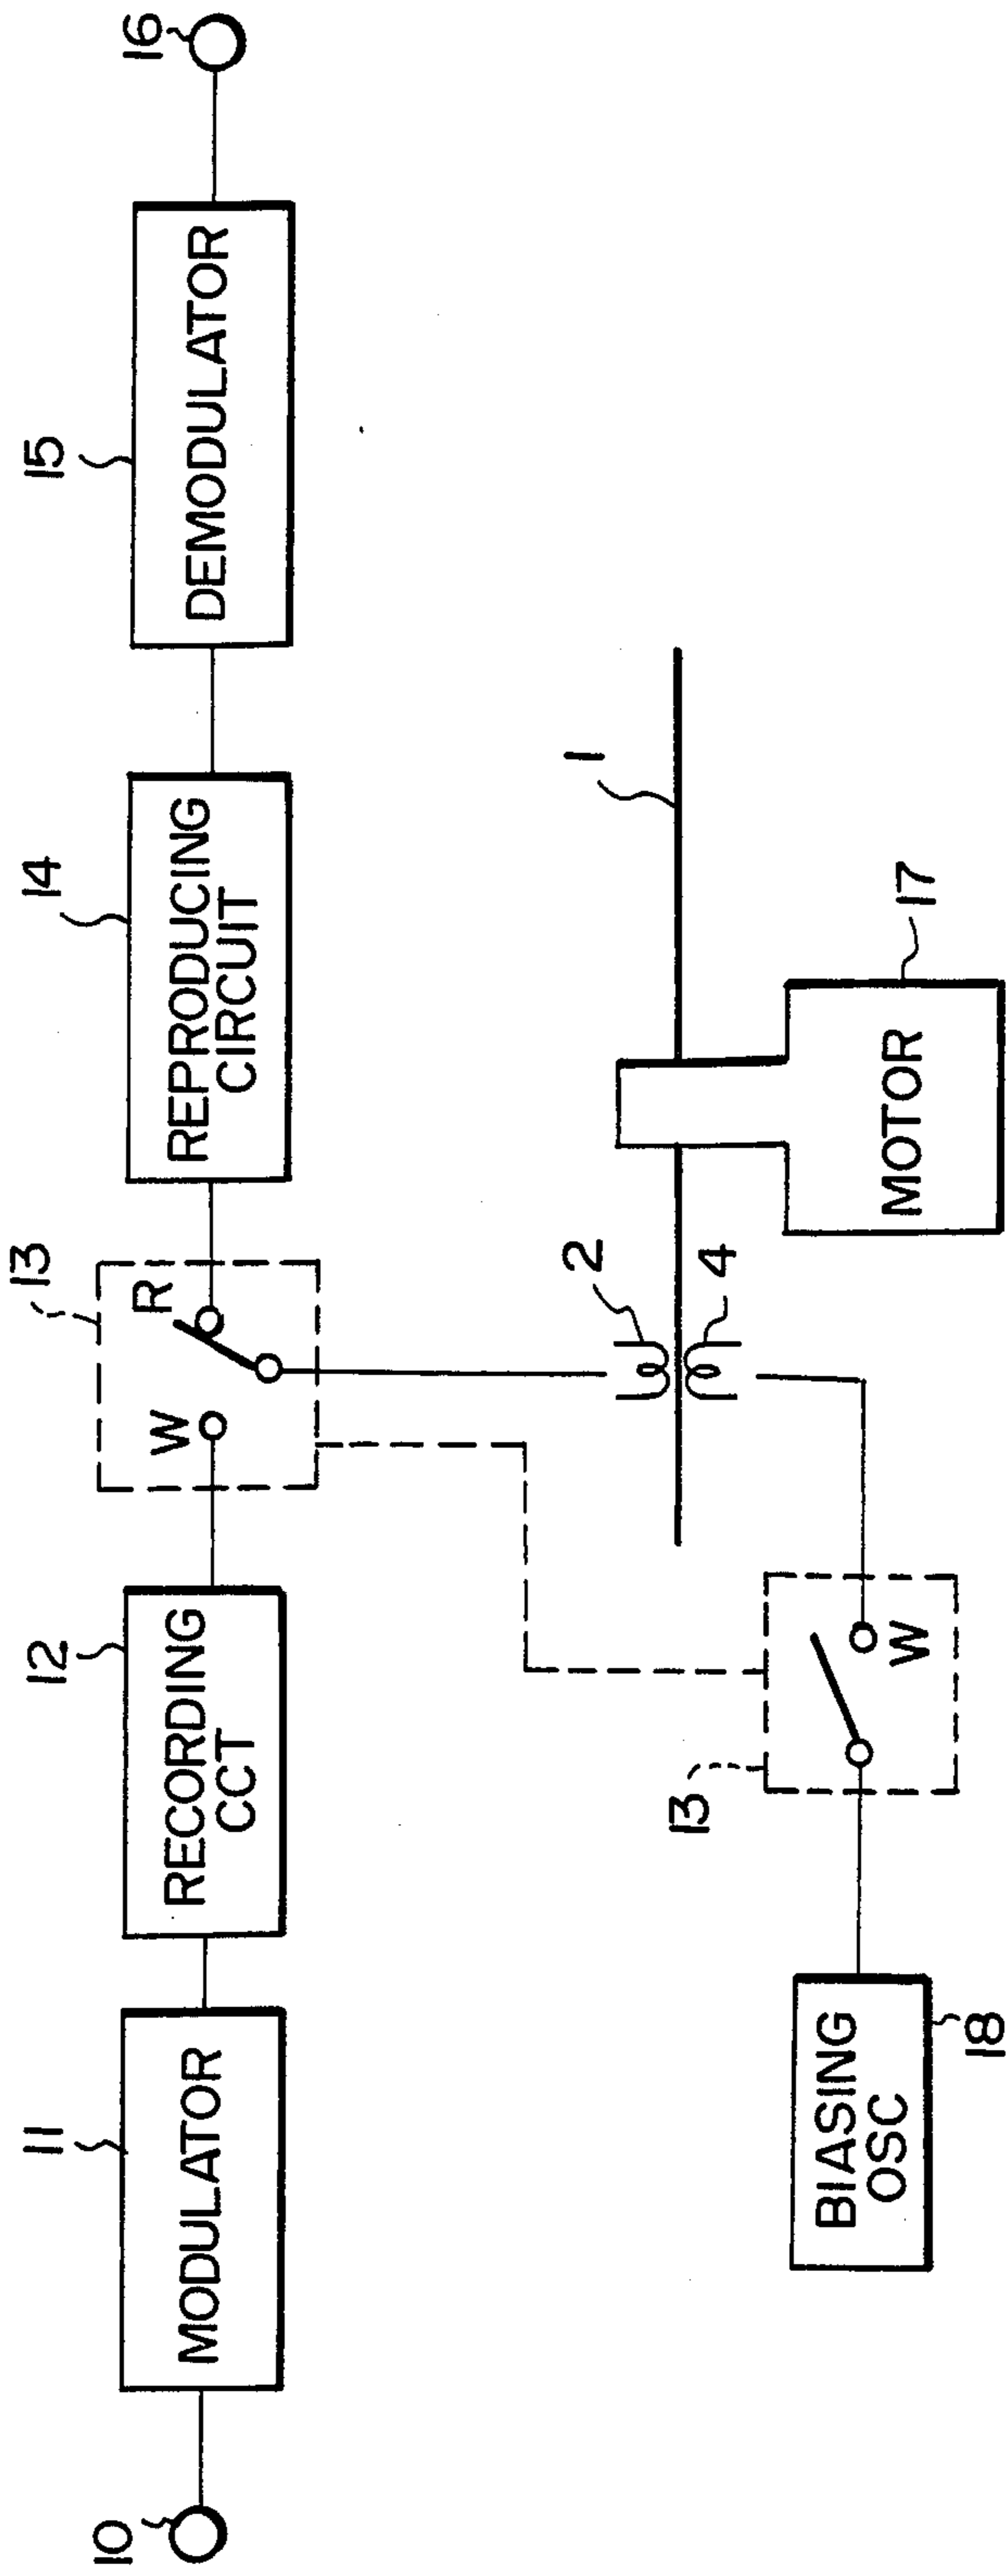 10
11
MODULATOR
12
RECORDING
CCT
13
W
R
14
REPRODUCING
CIRCUIT
15
DEMODULATOR
16
2
4
1
17
MOTOR
13
W
18
BIASING
OSC